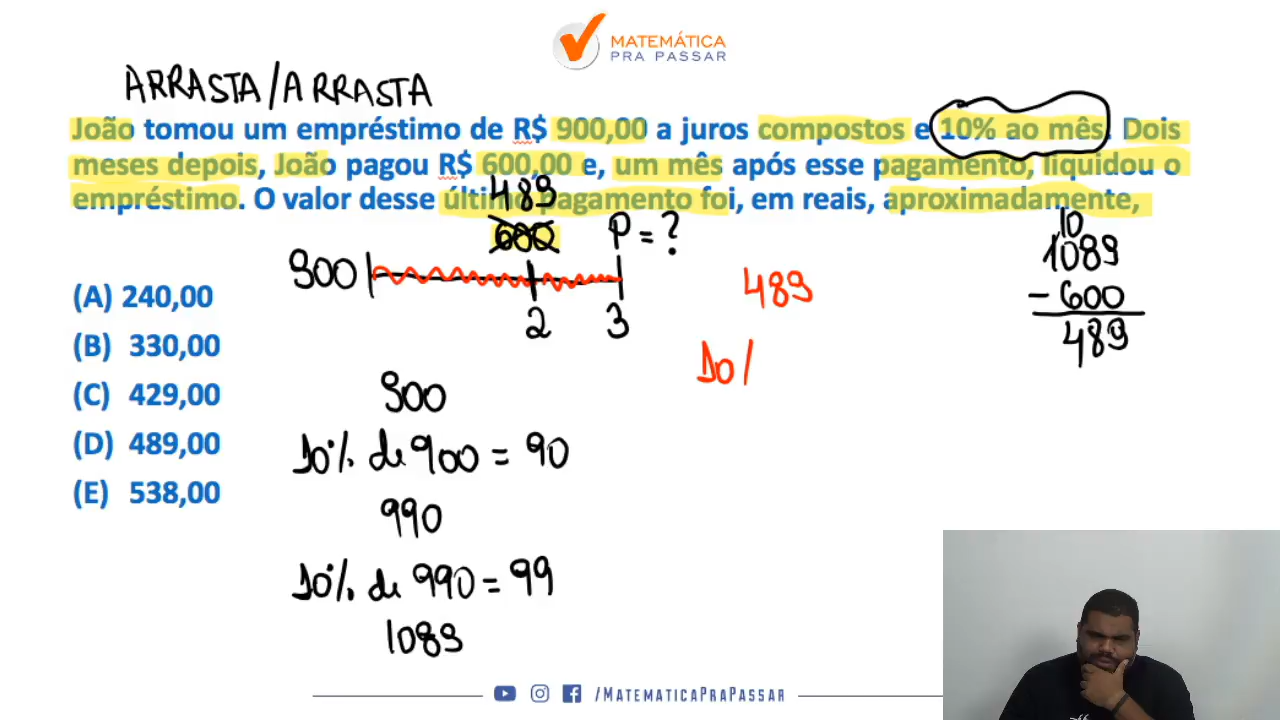 MATEMÁTICA
PRA PASSAR
ARRASTA/ARRASTA
João tomou um empréstimo de R$ 900,00 a juros compostos e 10% ao mês. Dois
meses depois, João pagou R$ 600,00 e, um mês após esse pagamento, liquidou o
empréstimo. O valor desse último pagamento foi, em reais, aproximadamente,
489
600
P = ?
900
2
3
(A) 240,00
(B) 330,00
(C) 429,00
(D) 489,00
(E) 538,00
900
10% de 900 = 90
990
10% de 990 = 99
1089
489
10/
10
1089
- 600
489
/MATEMATICAPRAPASSAR